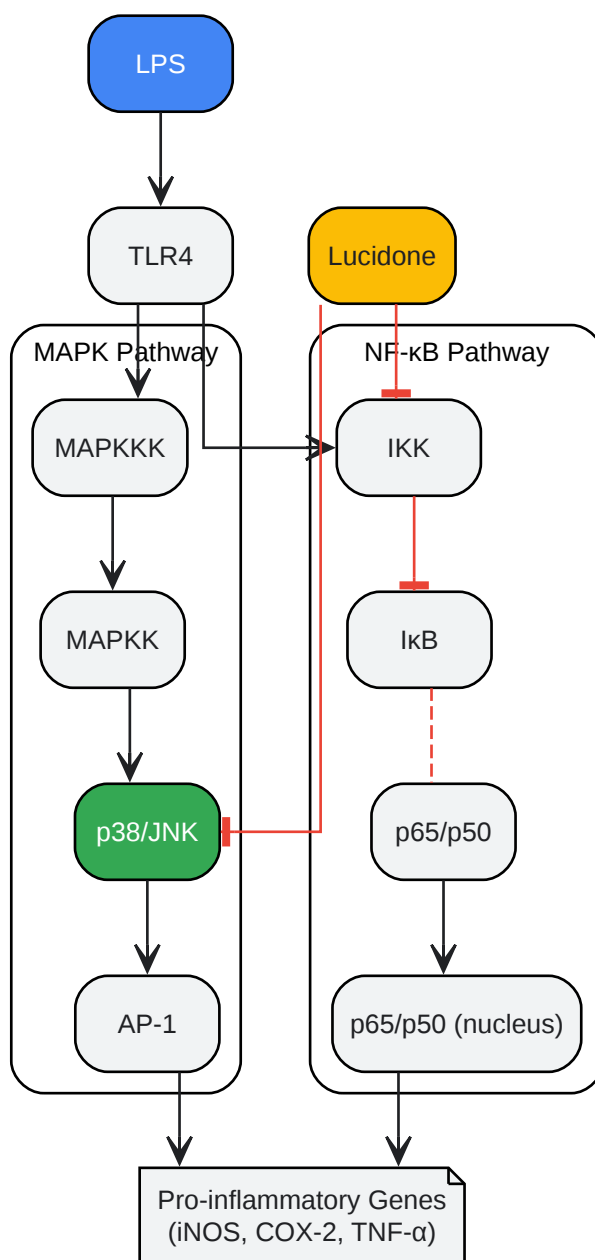 LPS
TLR4
Lucidone
MAPK Pathway
NF-κB Pathway
MAPKKK
IKK
MAPKK
IκB
p38/JNK
p65/p50
AP-1
p65/p50 (nucleus)
Pro-inflammatory Genes
(iNOS, COX-2, TNF-α)